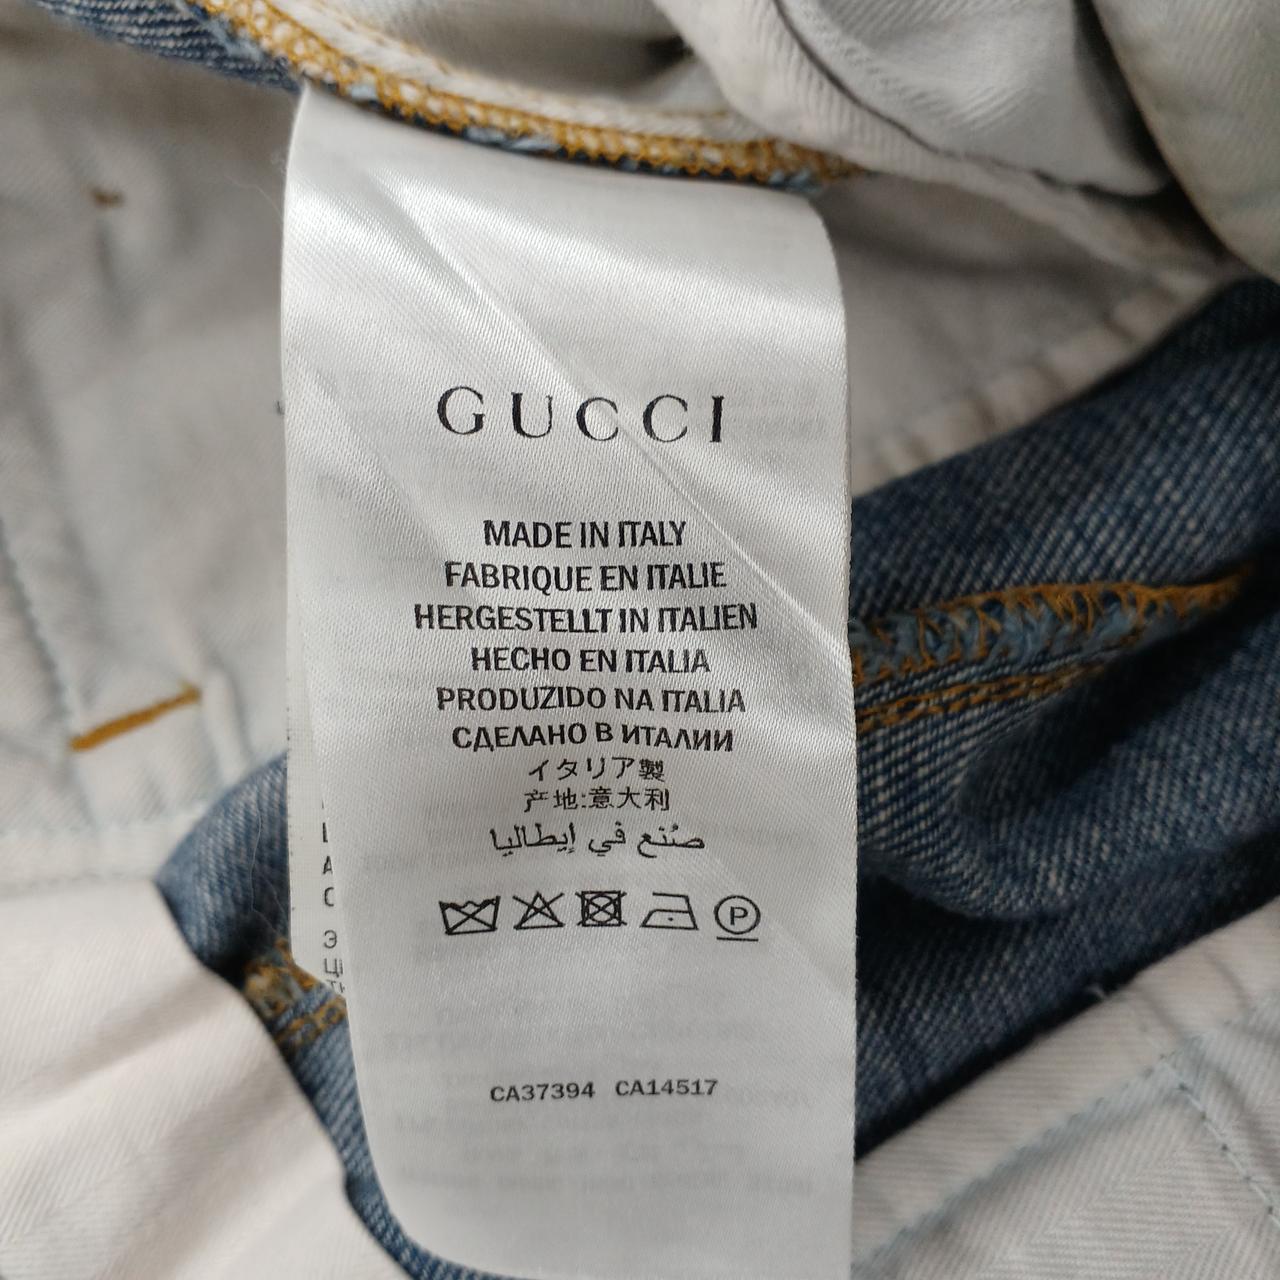 GUCCI
MADE IN ITALY
FABRIQUE EN ITALIE
HERGESTELLT IN ITALIEN
HECHO EN ITALIA
PRODUZIDO NA ITALIA
СДЕЛАНО В ИТАЛИИ
イタリア製
产地:意大利
صُنع في إيطاليا
P
CA37394 CA14517